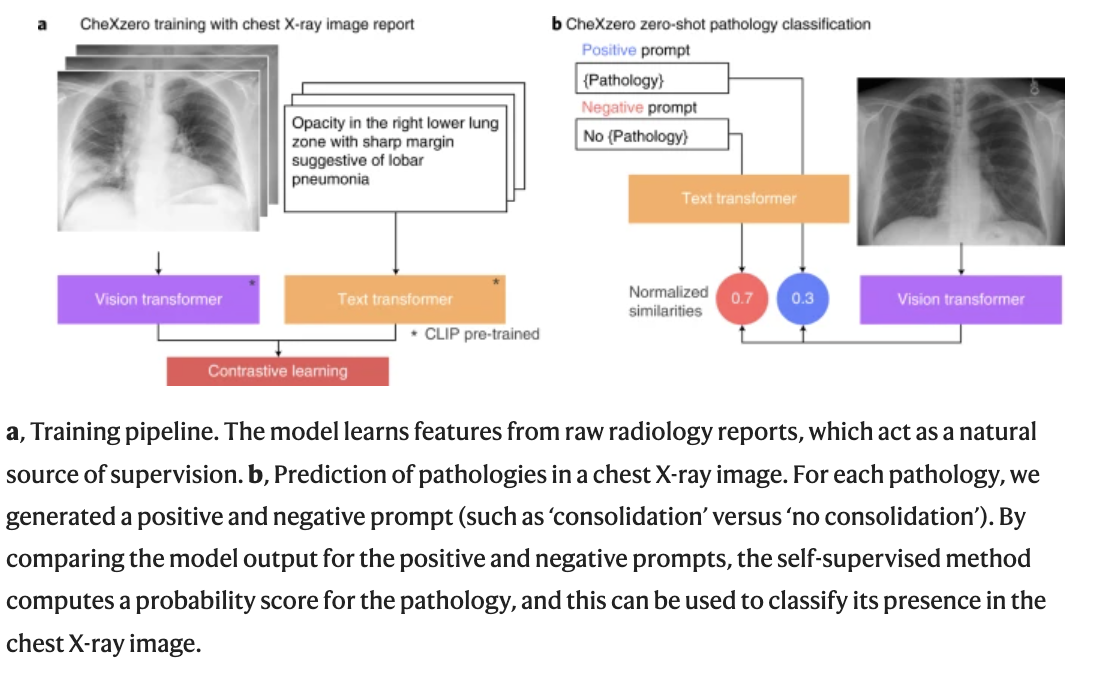 a CheXzero training with chest X-ray image report
Opacity in the right lower lung
zone with sharp margin
suggestive of lobar
pneumonia
Vision transformer *
Text transformer *
* CLIP pre-trained
Contrastive learning
b CheXzero zero-shot pathology classification
Positive prompt
{Pathology}
Negative prompt
No {Pathology}
Text transformer
Normalized
similarities
0.7
0.3
Vision transformer
a, Training pipeline. The model learns features from raw radiology reports, which act as a natural
source of supervision. b, Prediction of pathologies in a chest X-ray image. For each pathology, we
generated a positive and negative prompt (such as ‘consolidation’ versus ‘no consolidation’). By
comparing the model output for the positive and negative prompts, the self-supervised method
computes a probability score for the pathology, and this can be used to classify its presence in the
chest X-ray image.